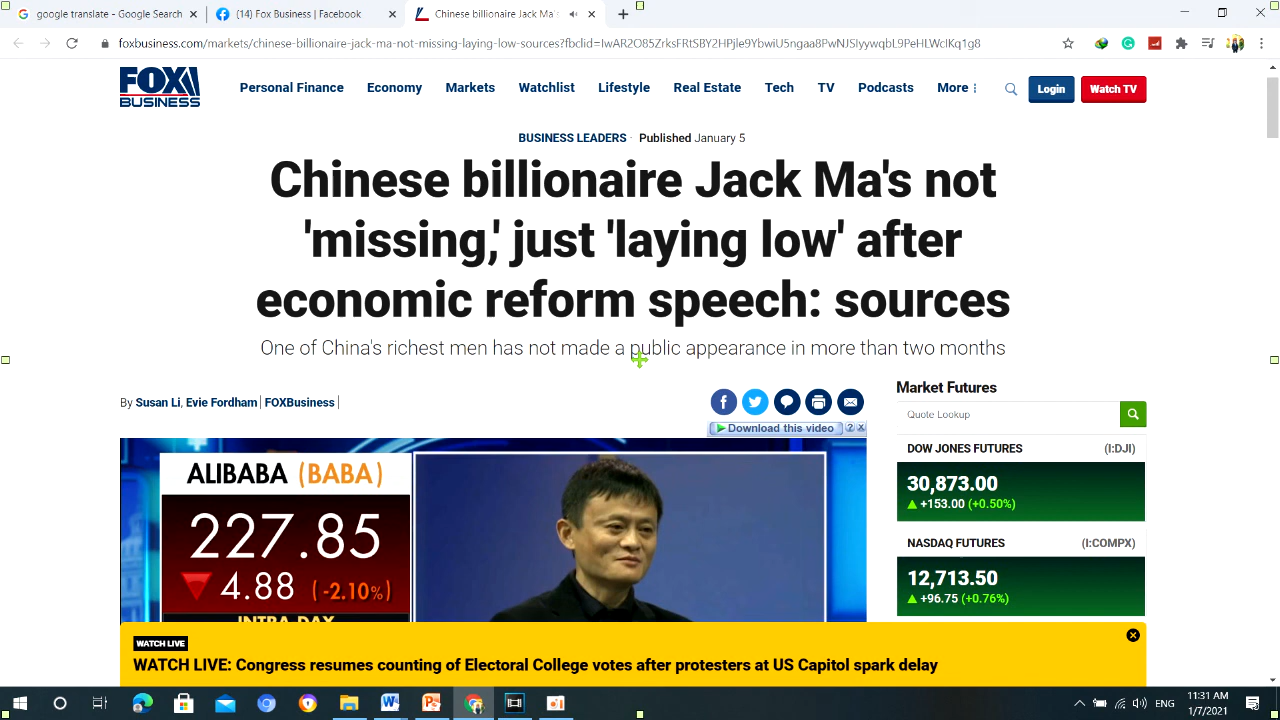 google translate - Google Search
(14) Fox Business | Facebook
Chinese billionaire Jack Ma
foxbusiness.com/markets/chinese-billionaire-jack-ma-not-missing-laying-low-sources?fbclid=IwAR2O85ZrksFRtSBY2HPjle9YbwiU5ngaa8PwNJSIyywqbL9PeHLWcIKq1g8
FOX BUSINESS
Personal Finance Economy Markets Watchlist Lifestyle Real Estate Tech TV Podcasts More
Login
Watch TV
BUSINESS LEADERS · Published January 5
Chinese billionaire Jack Ma's not
'missing,' just 'laying low' after
economic reform speech: sources
One of China's richest men has not made a public appearance in more than two months
By Susan Li, Evie Fordham | FOXBusiness |
Download this video ? X
ALIBABA (BABA)
227.85
4.88 (-2.10%)
INTRA-DAY
Market Futures
Quote Lookup
DOW JONES FUTURES (I:DJI)
30,873.00
+153.00 (+0.50%)
NASDAQ FUTURES (I:COMPX)
12,713.50
+96.75 (+0.76%)
WATCH LIVE
WATCH LIVE: Congress resumes counting of Electoral College votes after protesters at US Capitol spark delay
ENG
11:31 AM
1/7/2021